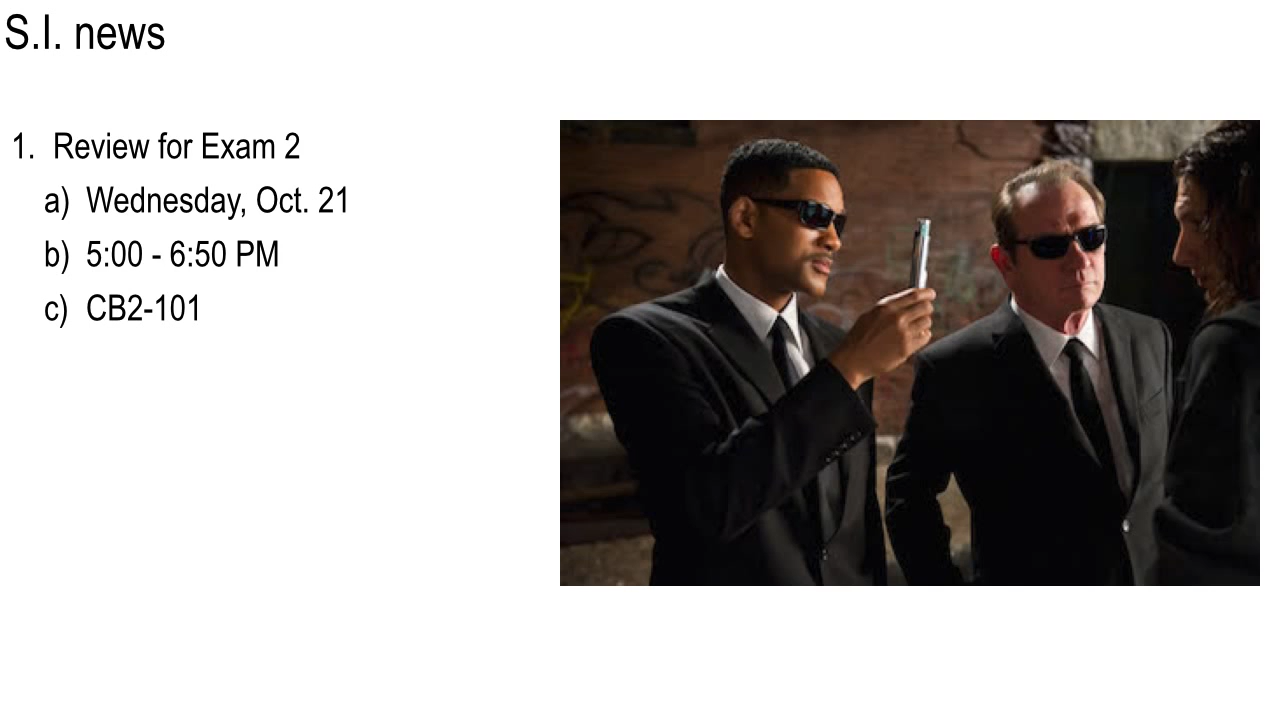 S.I. news
1. Review for Exam 2
a) Wednesday, Oct. 21
b) 5:00 - 6:50 PM
c) CB2-101